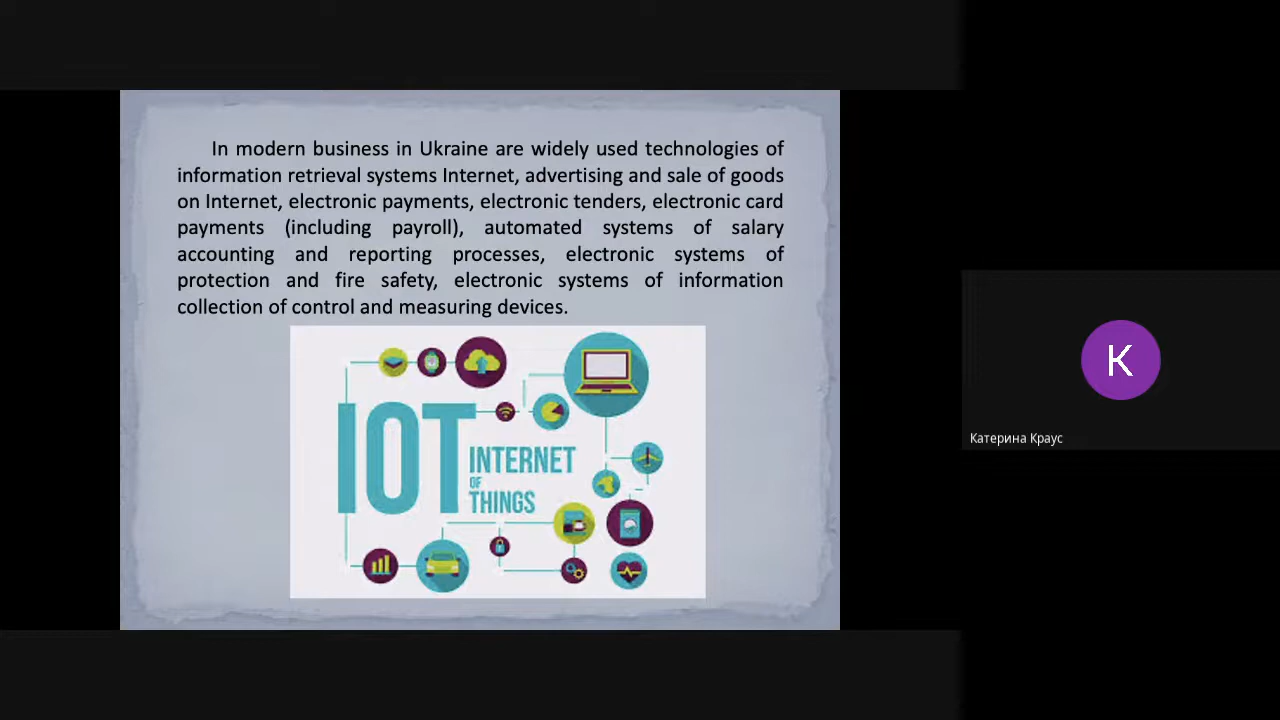 In modern business in Ukraine are widely used technologies of
information retrieval systems Internet, advertising and sale of goods
on Internet, electronic payments, electronic tenders, electronic card
payments (including payroll), automated systems of salary
accounting and reporting processes, electronic systems of
protection and fire safety, electronic systems of information
collection of control and measuring devices.
IOT
INTERNET
OF
THINGS
K
Катерина Краус